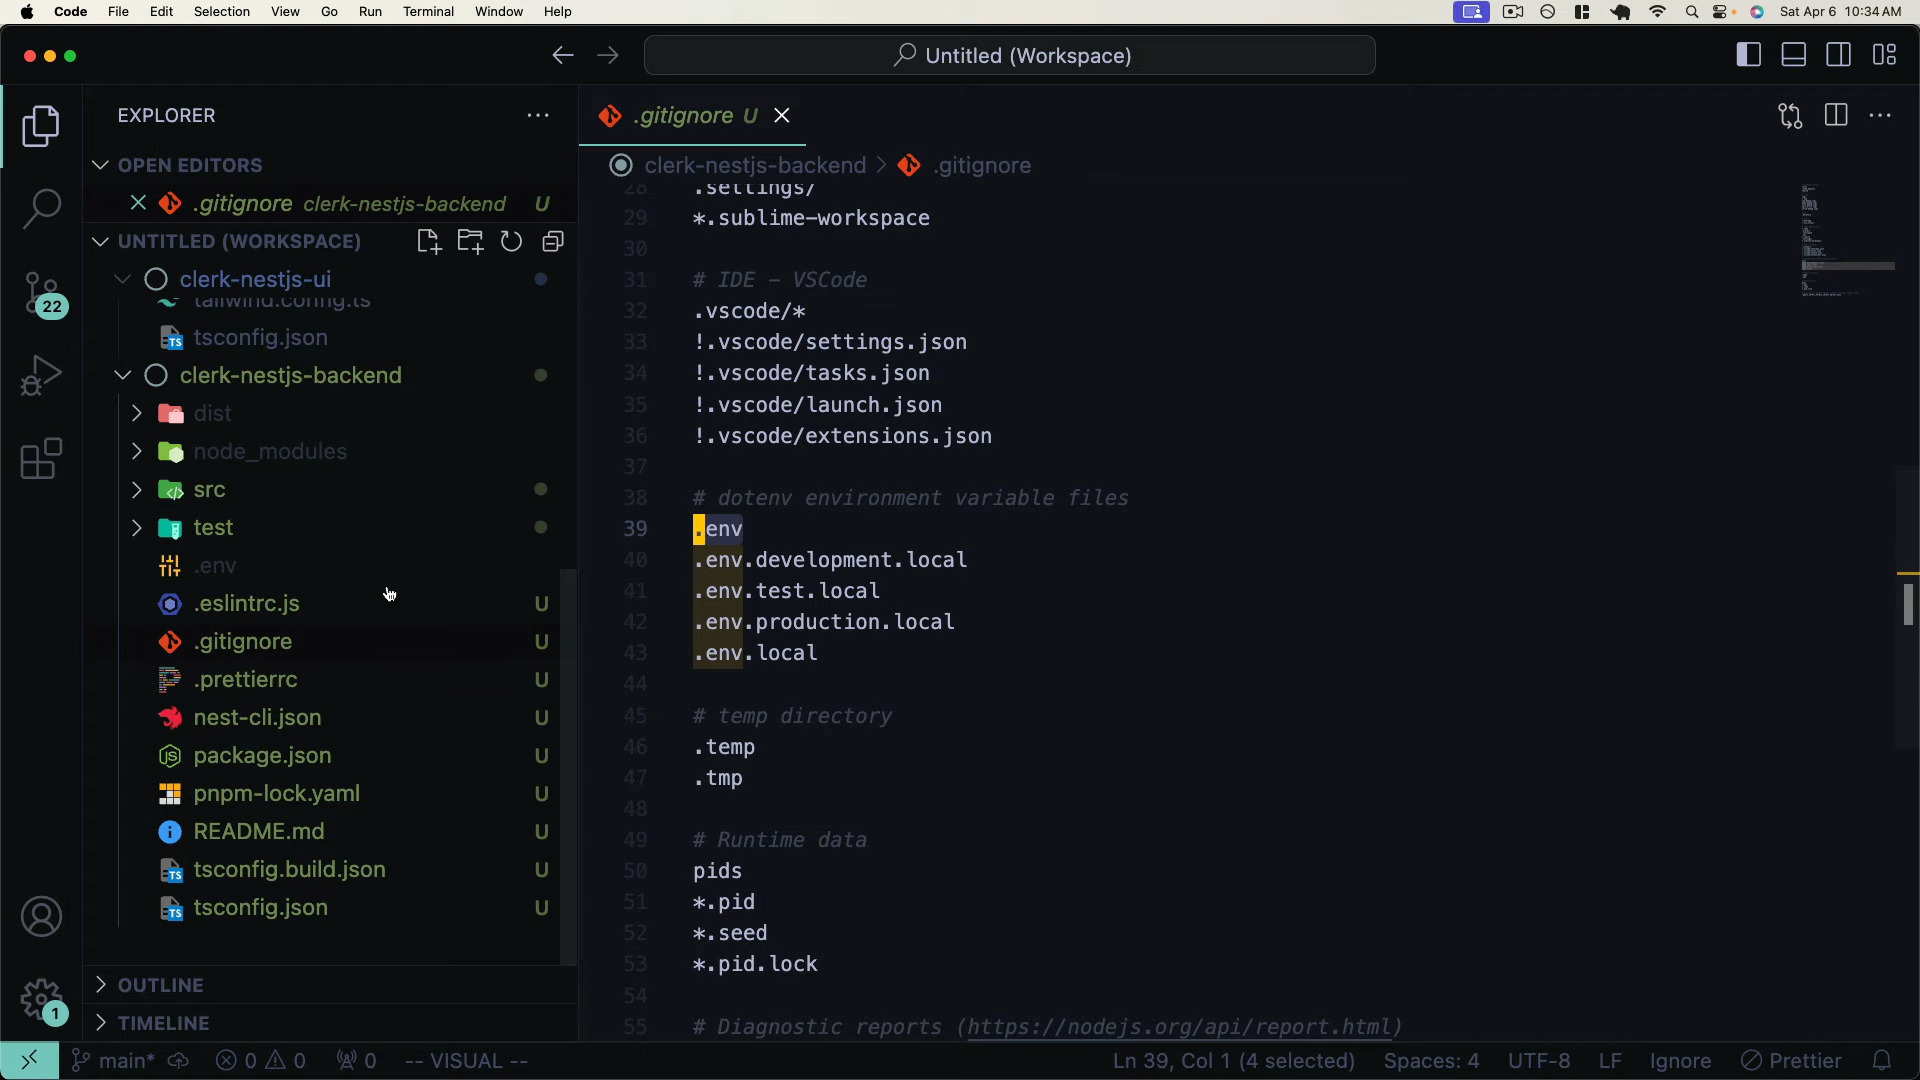 Code File Edit Selection View Go Run Terminal Window Help
Sat Apr 6 10:34 AM
Untitled (Workspace)
EXPLORER
OPEN EDITORS
.gitignore clerk-nestjs-backend U
UNTITLED (WORKSPACE)
clerk-nestjs-ui
tailwind.config.ts
tsconfig.json
clerk-nestjs-backend
dist
node_modules
src
test
.env
.eslintrc.js U
.gitignore U
.prettierrc U
nest-cli.json U
package.json U
pnpm-lock.yaml U
README.md U
tsconfig.build.json U
tsconfig.json U
OUTLINE
TIMELINE
22
1
.gitignore U
clerk-nestjs-backend > .gitignore
28 .settings/
29 *.sublime-workspace
30
31 # IDE - VSCode
32 .vscode/*
33 !.vscode/settings.json
34 !.vscode/tasks.json
35 !.vscode/launch.json
36 !.vscode/extensions.json
37
38 # dotenv environment variable files
39 .env
40 .env.development.local
41 .env.test.local
42 .env.production.local
43 .env.local
44
45 # temp directory
46 .temp
47 .tmp
48
49 # Runtime data
50 pids
51 *.pid
52 *.seed
53 *.pid.lock
54
55 # Diagnostic reports (https://nodejs.org/api/report.html)
main* 0 0 0 -- VISUAL -- Ln 39, Col 1 (4 selected) Spaces: 4 UTF-8 LF Ignore Prettier